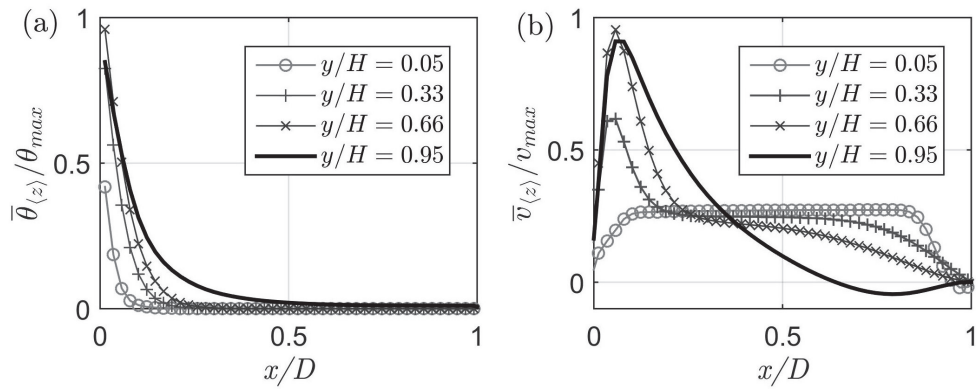 (a)
1
0.5
0
0
0.5
1
x/D
θ̅⟨z⟩/θmax
y/H = 0.05
y/H = 0.33
y/H = 0.66
y/H = 0.95
(b)
1
0.5
0
0
0.5
1
x/D
v̅⟨z⟩/vmax
y/H = 0.05
y/H = 0.33
y/H = 0.66
y/H = 0.95